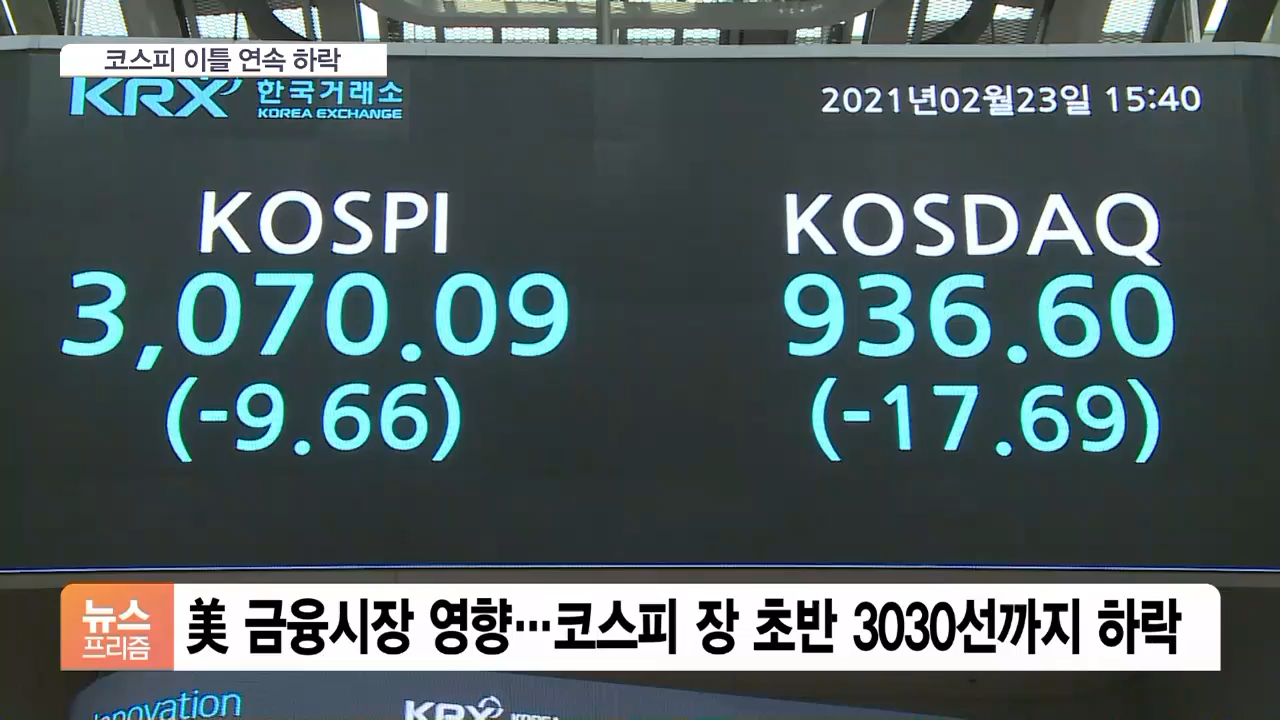 코스피 이틀 연속 하락
KRX 한국거래소
KOREA EXCHANGE
2021년02월23일 15:40
KOSPI
3,070.09
(-9.66)
KOSDAQ
936.60
(-17.69)
뉴스
프리즘
美 금융시장 영향…코스피 장 초반 3030선까지 하락
Innovation
KRX KOREA